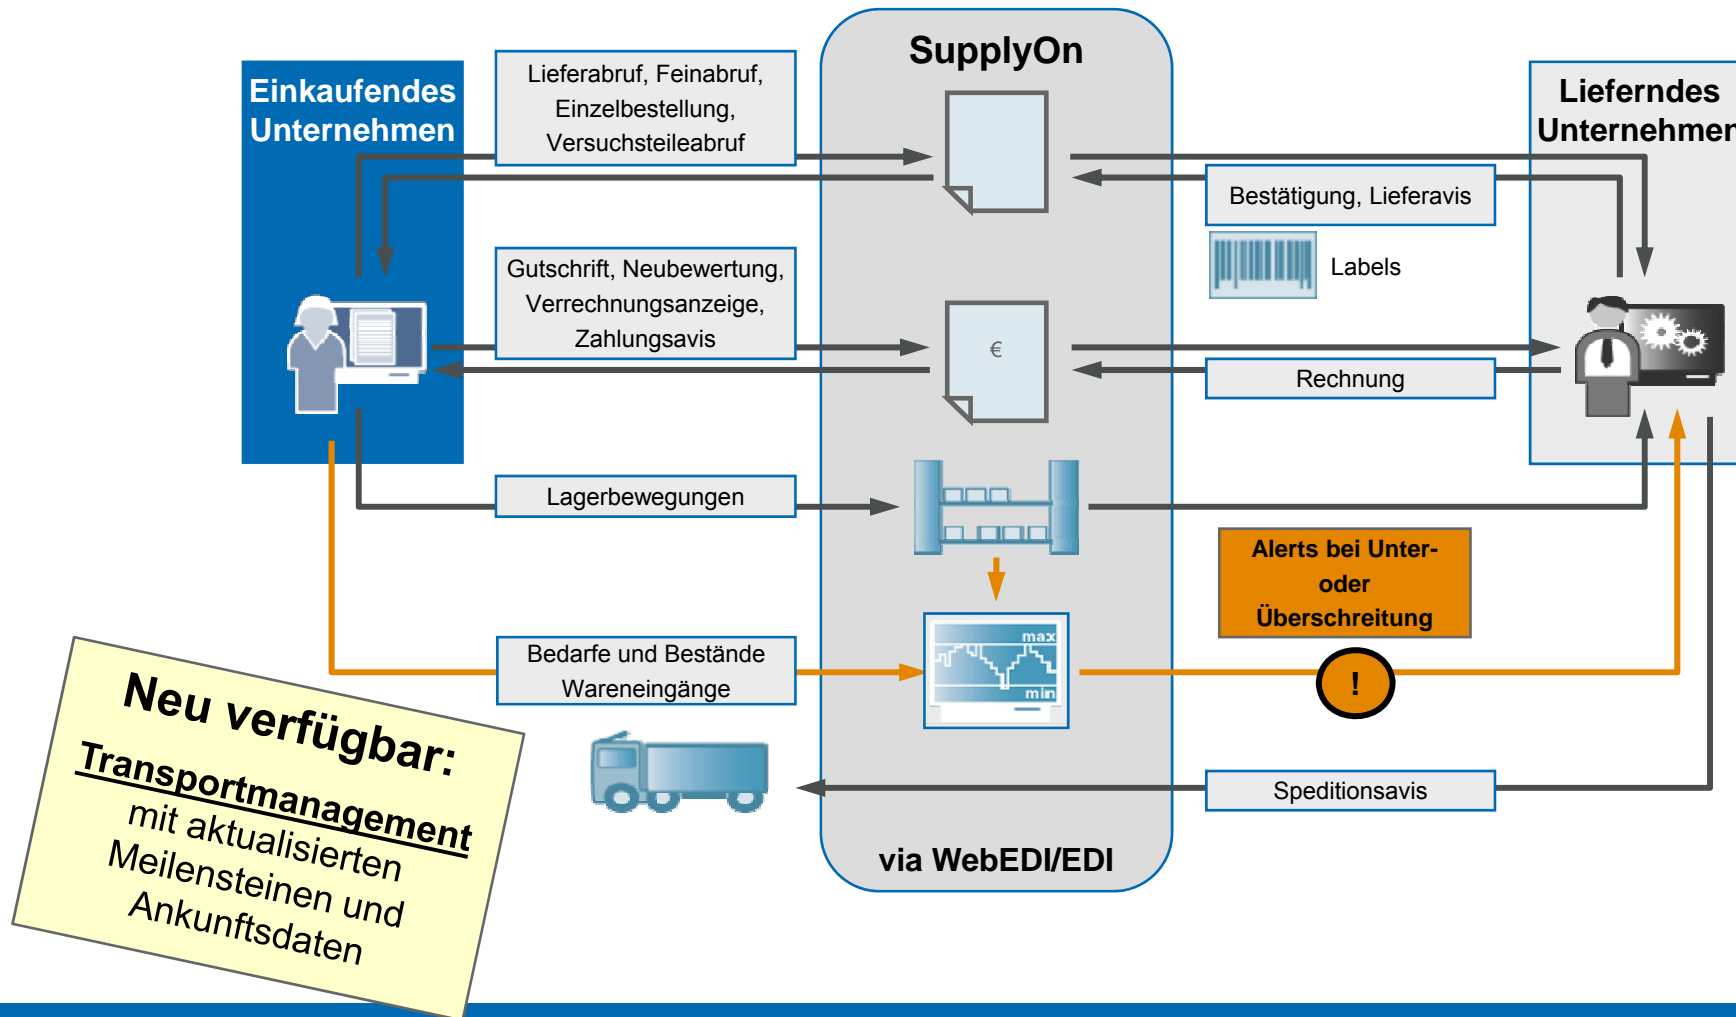 SupplyOn
Einkaufendes
Unternehmen
Lieferabruf, Feinabruf,
Einzelbestellung,
Versuchsteileabruf
Lieferndes
Unternehmen
Bestätigung, Lieferavis
Labels
Gutschrift, Neubewertung,
Verrechnungsanzeige,
Zahlungsavis
€
Rechnung
Lagerbewegungen
Alerts bei Unter-
oder
Überschreitung
!
max
min
Bedarfe und Bestände
Wareneingänge
Speditionsavis
via WebEDI/EDI
Neu verfügbar:
Transportmanagement
mit aktualisierten
Meilensteinen und
Ankunftsdaten